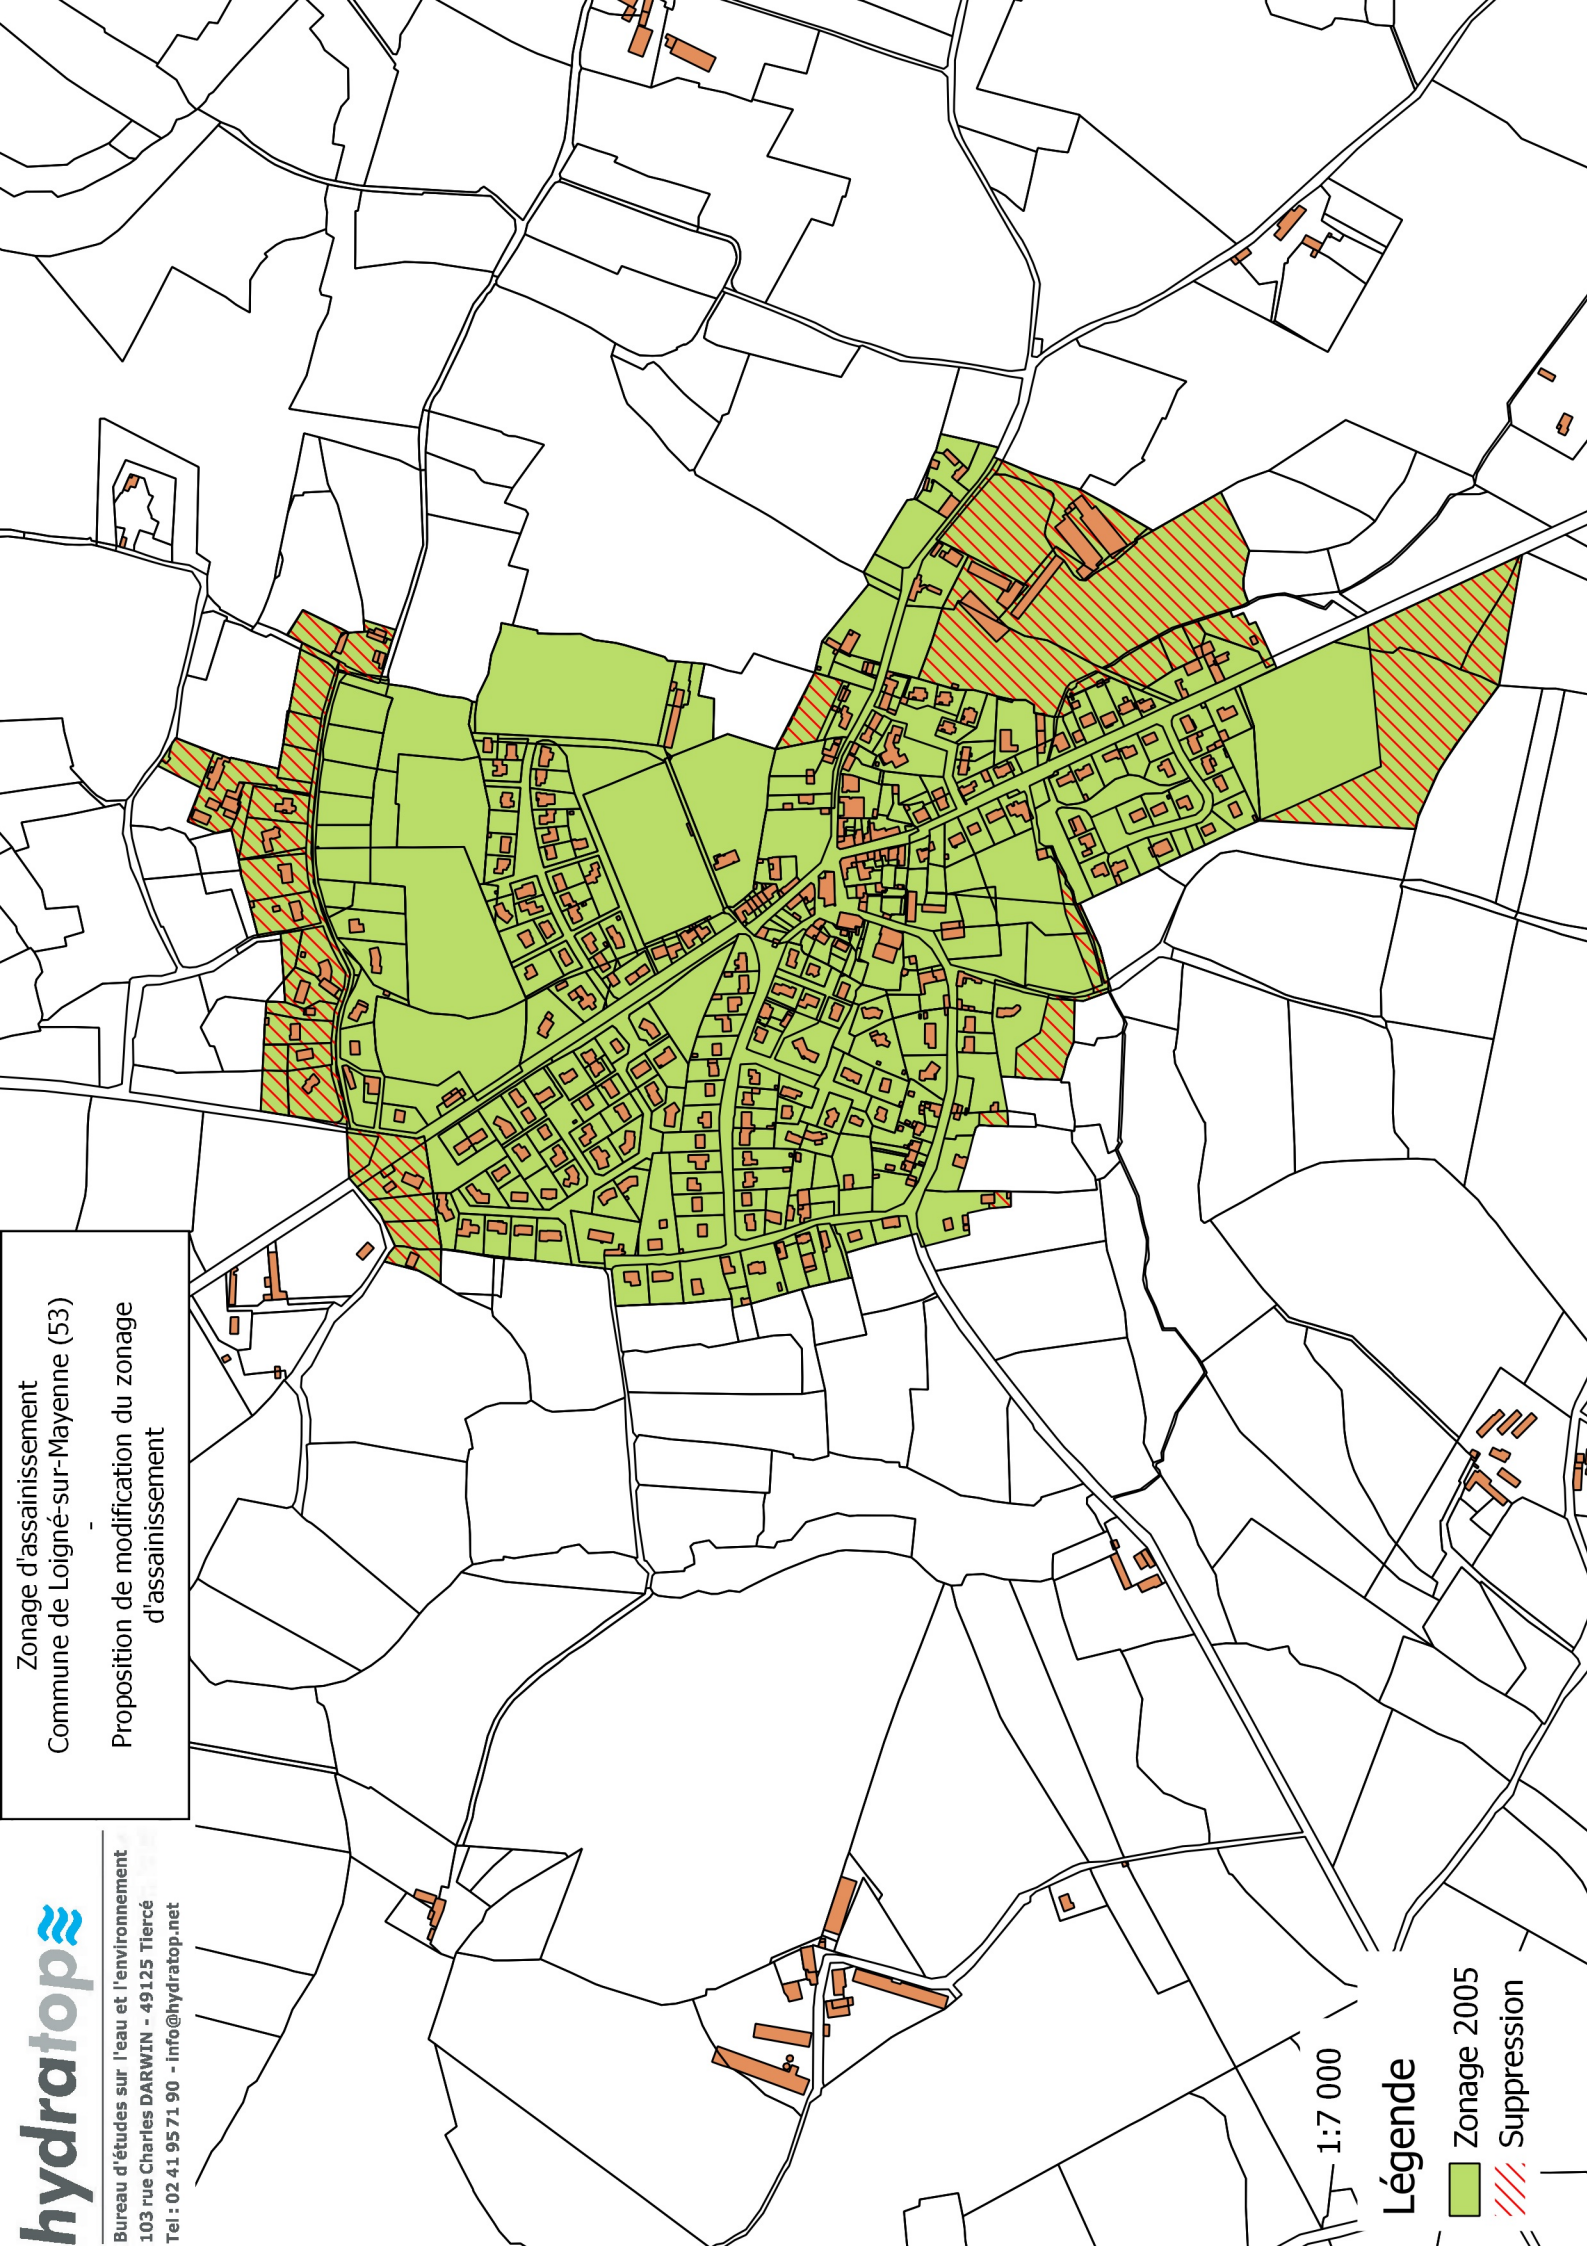 hydratop
Bureau d'études sur l'eau et l'environnement
103 rue Charles DARWIN - 49125 Tiercé
Tel : 02 41 95 71 90 - info@hydratop.net
Zonage d'assainissement
Commune de Loigné-sur-Mayenne (53)
-
Proposition de modification du zonage
d'assainissement
1:7 000
Légende
Zonage 2005
Suppression